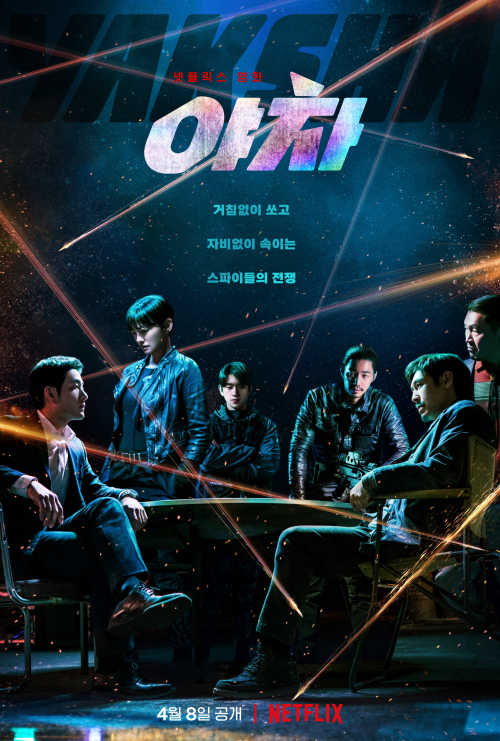 YAKSHA
넷플릭스 영화
야차
거침없이 쏘고
자비없이 속이는
스파이들의 전쟁
4월 8일 공개 | NETFLIX